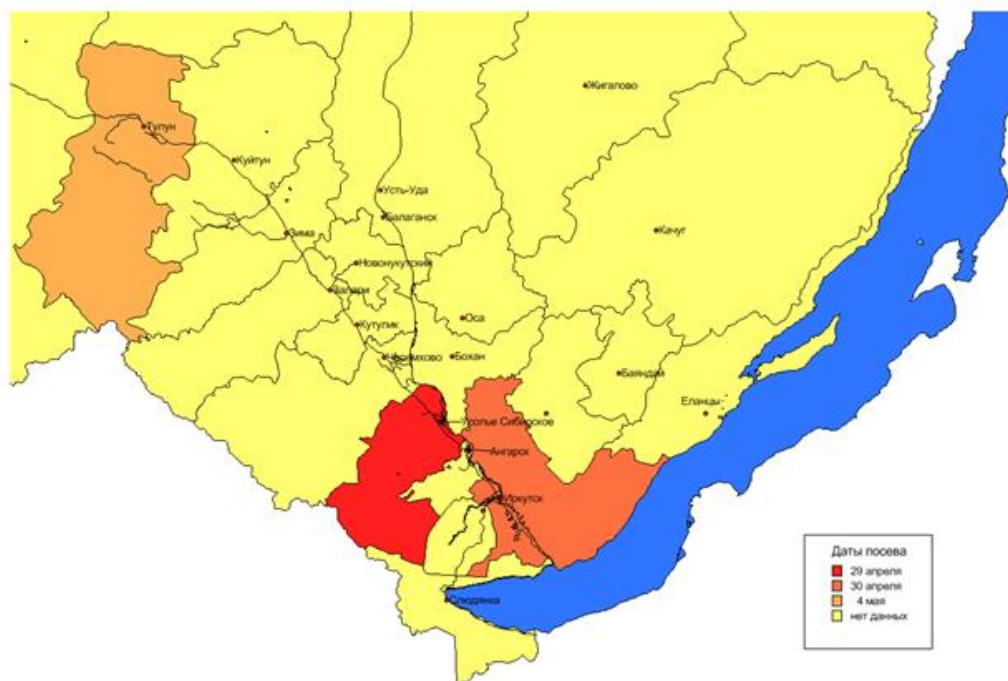 Жигалово
Тулун
Куйтун
Усть-Уда
Балаганск
Качуг
Зима
Новонукутский
Залари
Оса
Кутулик
Черемхово
Бохан
Баяндай
Еланцы
Усолье Сибирское
Ангарск
Иркутск
Слюдянка
Даты посева
29 апреля
30 апреля
4 мая
нет данных